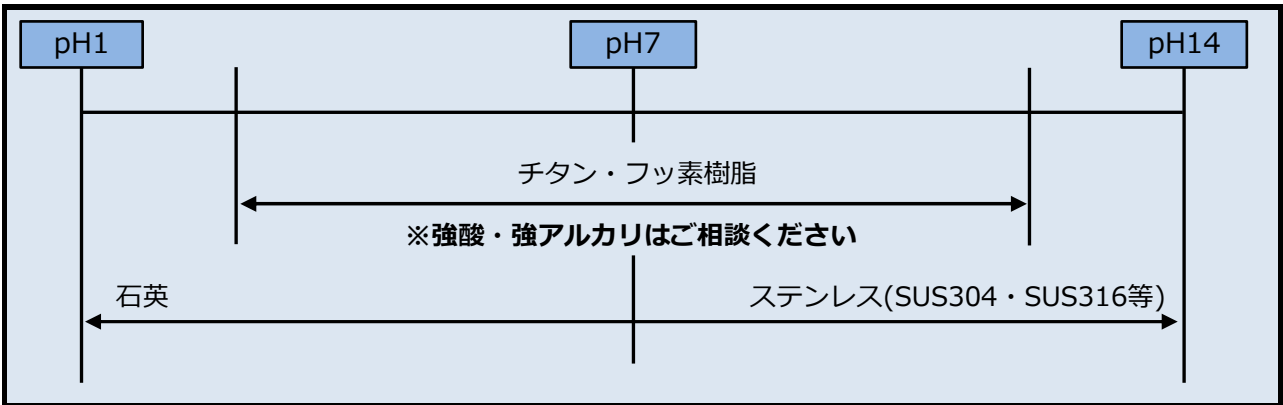 pH1
pH7
pH14
チタン・フッ素樹脂
※強酸・強アルカリはご相談ください
石英
ステンレス(SUS304・SUS316等)